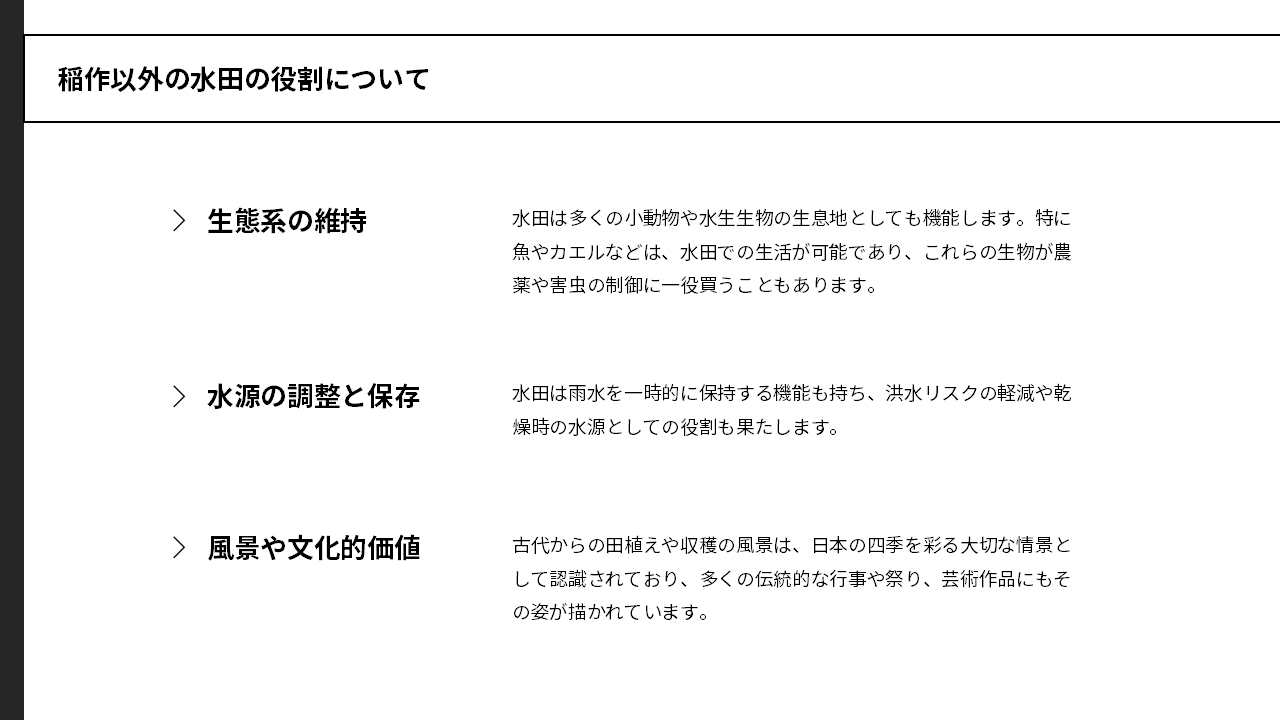 稲作以外の水田の役割について
生態系の維持
水田は多くの小動物や水生生物の生息地としても機能します。特に
魚やカエルなどは、水田での生活が可能であり、これらの生物が農
薬や害虫の制御に一役買うこともあります。
水源の調整と保存
水田は雨水を一時的に保持する機能も持ち、洪水リスクの軽減や乾
燥時の水源としての役割も果たします。
風景や文化的価値
古代からの田植えや収穫の風景は、日本の四季を彩る大切な情景と
して認識されており、多くの伝統的な行事や祭り、芸術作品にもそ
の姿が描かれています。